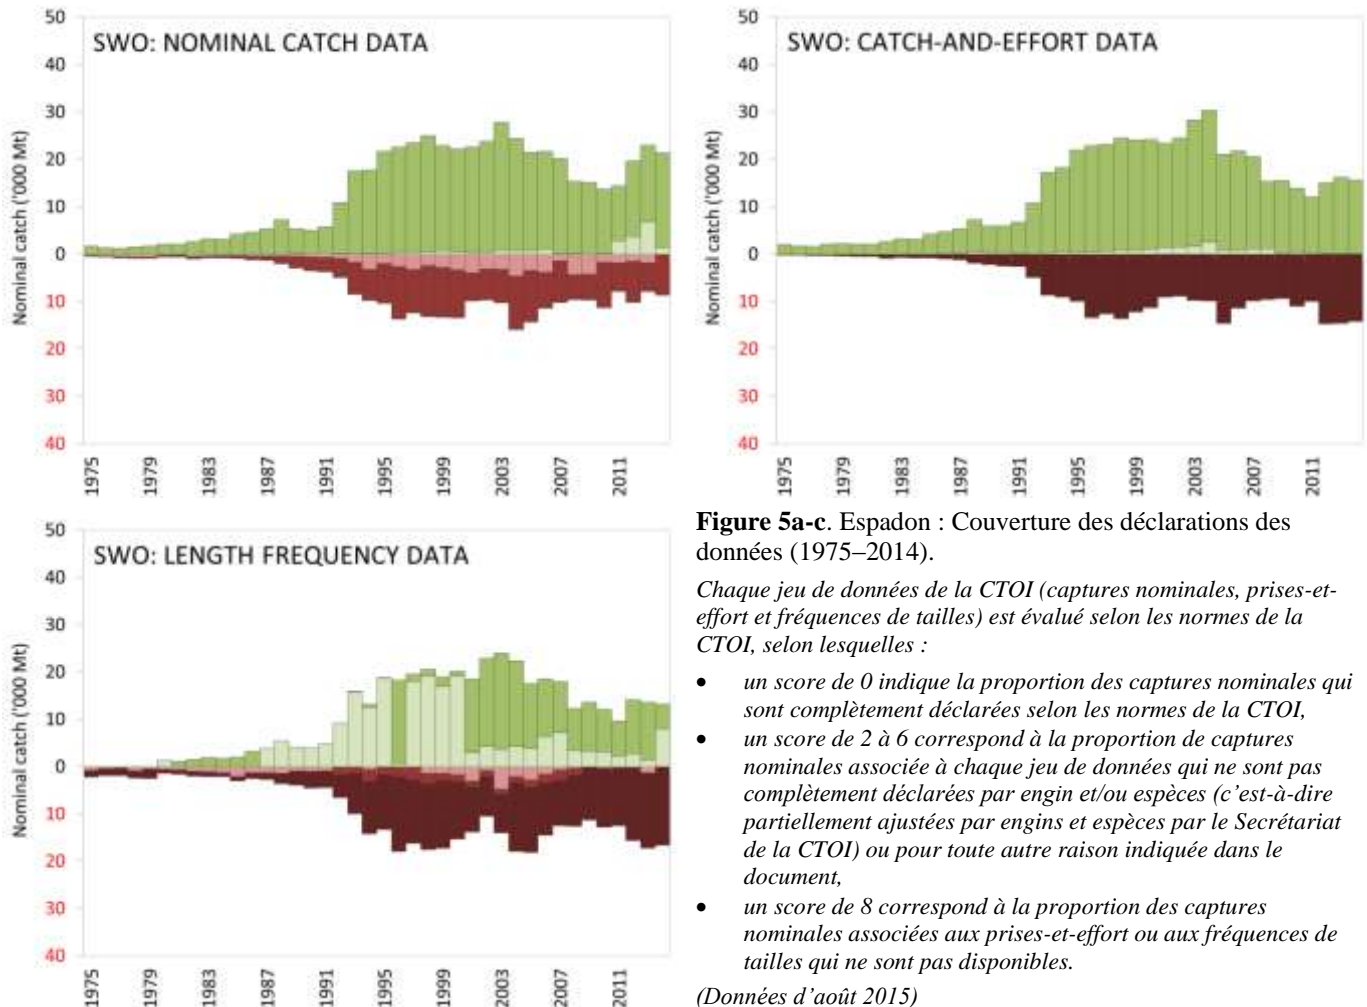 SWO: NOMINAL CATCH DATA
Nominal catch ('000 Mt)
50
40
30
20
10
0
10
20
30
40
1975
1979
1983
1987
1991
1995
1999
2003
2007
2011
SWO: CATCH-AND-EFFORT DATA
Nominal catch ('000 Mt)
50
40
30
20
10
0
10
20
30
40
1975
1979
1983
1987
1991
1995
1999
2003
2007
2011
SWO: LENGTH FREQUENCY DATA
Nominal catch ('000 Mt)
50
40
30
20
10
0
10
20
30
40
1975
1979
1983
1987
1991
1995
1999
2003
2007
2011
Figure 5a-c. Espadon : Couverture des déclarations des
données (1975–2014).
Chaque jeu de données de la CTOI (captures nominales, prises-et-
effort et fréquences de tailles) est évalué selon les normes de la
CTOI, selon lesquelles :
• un score de 0 indique la proportion des captures nominales qui
sont complètement déclarées selon les normes de la CTOI,
• un score de 2 à 6 correspond à la proportion de captures
nominales associée à chaque jeu de données qui ne sont pas
complètement déclarées par engin et/ou espèces (c'est-à-dire
partiellement ajustées par engins et espèces par le Secrétariat
de la CTOI) ou pour toute autre raison indiquée dans le
document,
• un score de 8 correspond à la proportion des captures
nominales associées aux prises-et-effort ou aux fréquences de
tailles qui ne sont pas disponibles.
(Données d'août 2015)